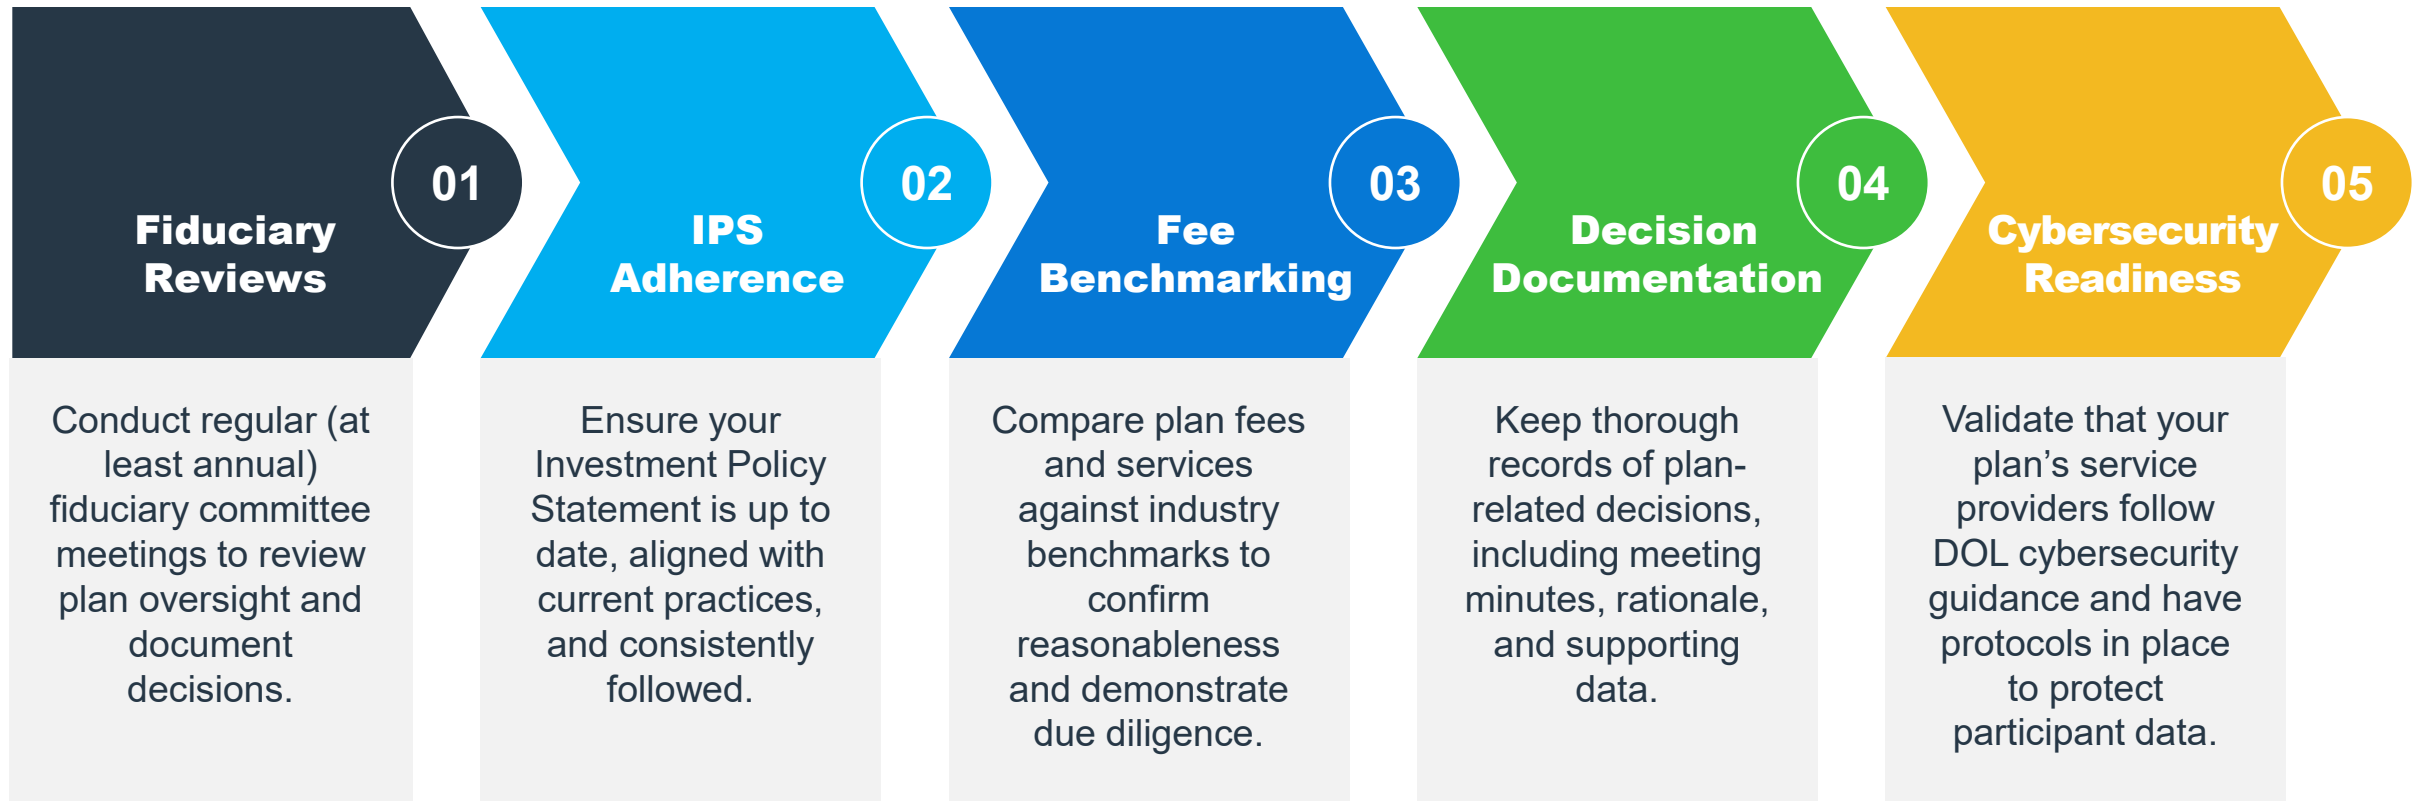 01
Fiduciary
Reviews
Conduct regular (at
least annual)
fiduciary committee
meetings to review
plan oversight and
document
decisions.
02
IPS
Adherence
Ensure your
Investment Policy
Statement is up to
date, aligned with
current practices,
and consistently
followed.
03
Fee
Benchmarking
Compare plan fees
and services
against industry
benchmarks to
confirm
reasonableness
and demonstrate
due diligence.
04
Decision
Documentation
Keep thorough
records of plan-
related decisions,
including meeting
minutes, rationale,
and supporting
data.
05
Cybersecurity
Readiness
Validate that your
plan’s service
providers follow
DOL cybersecurity
guidance and have
protocols in place
to protect
participant data.